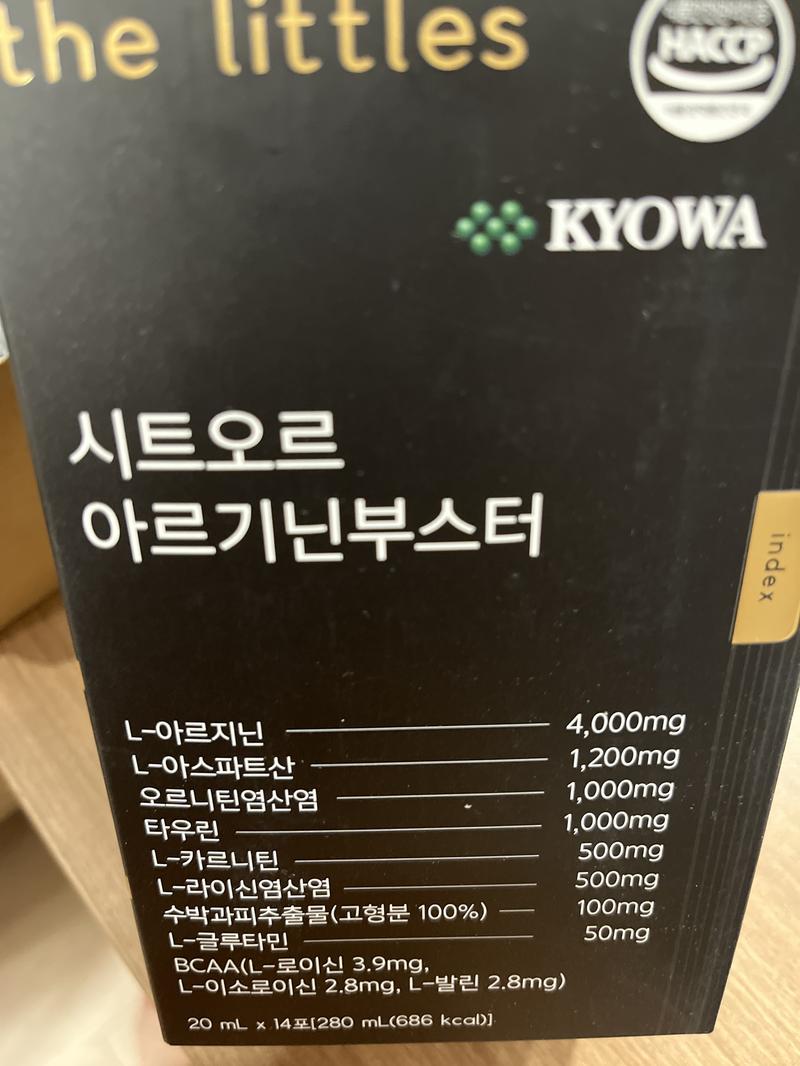 the littles
HACCP
KYOWA
시트오르
아르기닌부스터
index
L-아르지닌 4,000mg
L-아스파트산 1,200mg
오르니틴염산염 1,000mg
타우린 1,000mg
L-카르니틴 500mg
L-라이신염산염 500mg
수박과피추출물(고형분 100%) 100mg
L-글루타민 50mg
BCAA(L-로이신 3.9mg,
L-이소로이신 2.8mg, L-발린 2.8mg)
20 mL x 14포[280 mL(686 kcal)]